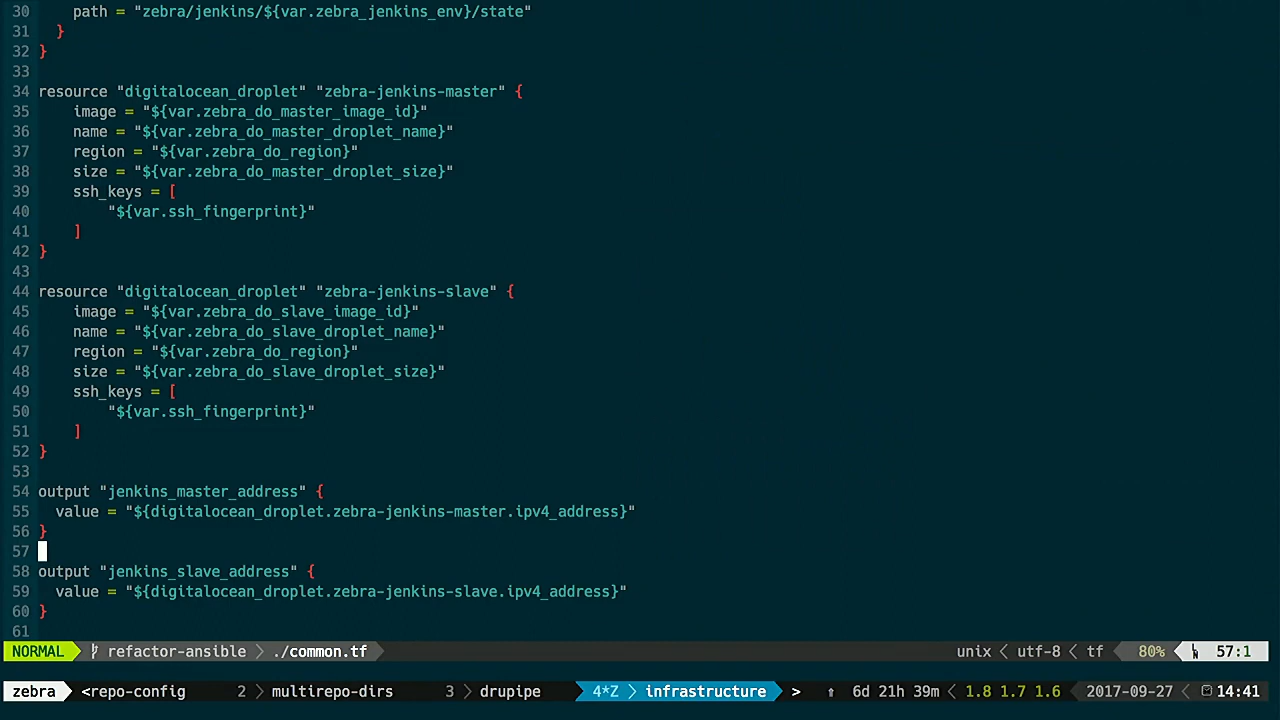 30     path = "zebra/jenkins/${var.zebra_jenkins_env}/state"
31   }
32 }
33
34 resource "digitalocean_droplet" "zebra-jenkins-master" {
35     image = "${var.zebra_do_master_image_id}"
36     name = "${var.zebra_do_master_droplet_name}"
37     region = "${var.zebra_do_region}"
38     size = "${var.zebra_do_master_droplet_size}"
39     ssh_keys = [
40         "${var.ssh_fingerprint}"
41     ]
42 }
43
44 resource "digitalocean_droplet" "zebra-jenkins-slave" {
45     image = "${var.zebra_do_slave_image_id}"
46     name = "${var.zebra_do_slave_droplet_name}"
47     region = "${var.zebra_do_region}"
48     size = "${var.zebra_do_slave_droplet_size}"
49     ssh_keys = [
50         "${var.ssh_fingerprint}"
51     ]
52 }
53
54 output "jenkins_master_address" {
55   value = "${digitalocean_droplet.zebra-jenkins-master.ipv4_address}"
56 }
57
58 output "jenkins_slave_address" {
59   value = "${digitalocean_droplet.zebra-jenkins-slave.ipv4_address}"
60 }
61
NORMAL refactor-ansible ./common.tf unix utf-8 tf 80% 57:1
zebra <repo-config 2 multirepo-dirs 3 drupipe 4*Z infrastructure > ↑ 6d 21h 39m 1.8 1.7 1.6 2017-09-27 14:41